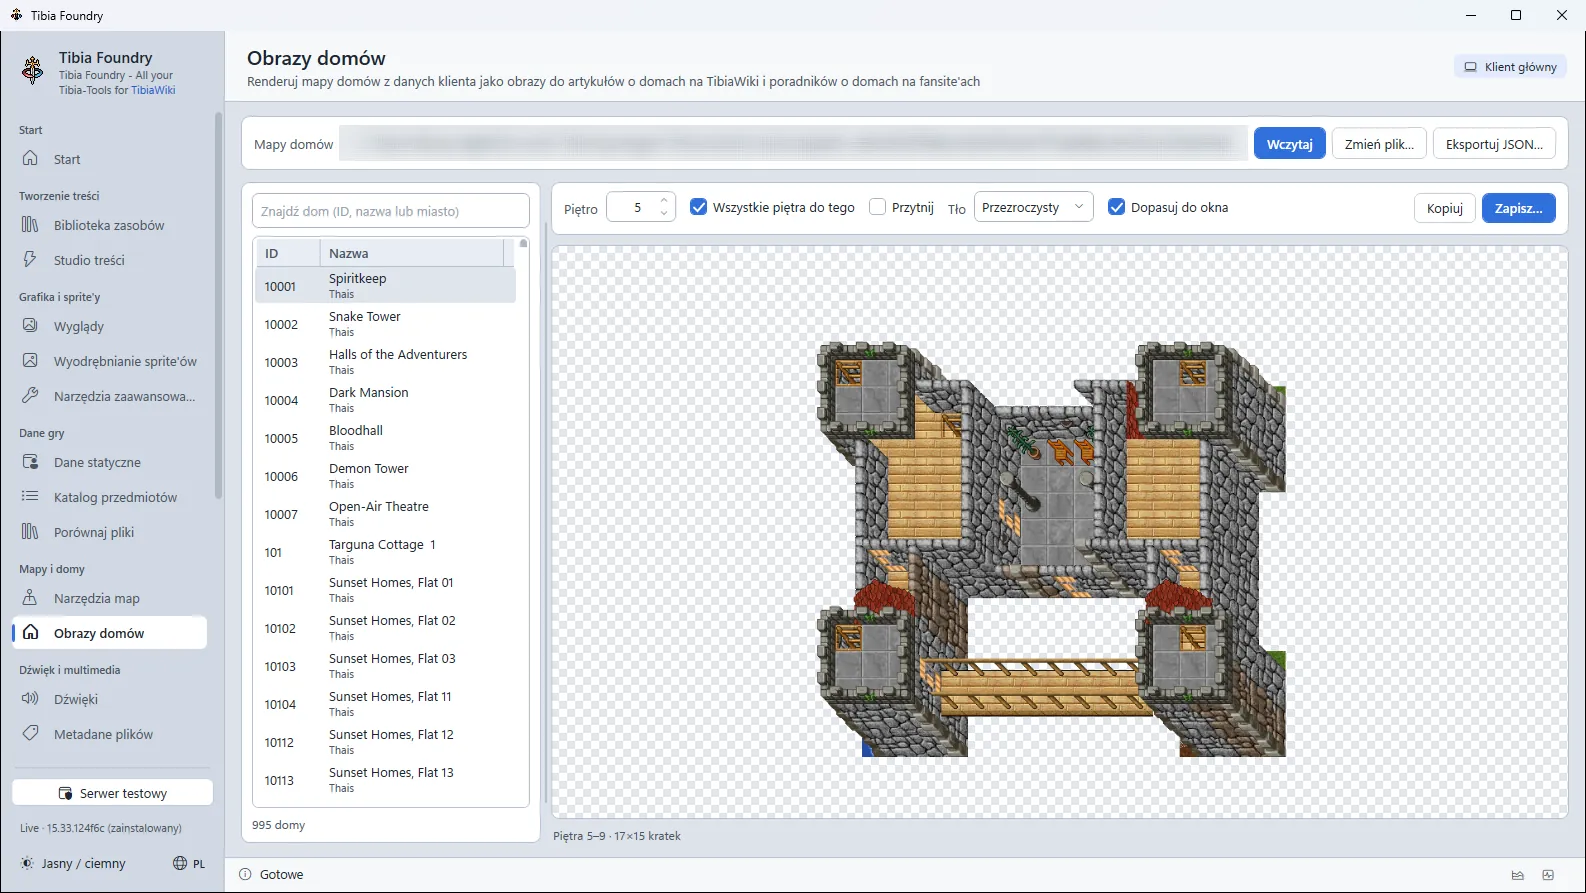 Tibia Foundry
Tibia Foundry
Tibia Foundry - All your
Tibia-Tools for TibiaWiki
Start
Start
Tworzenie treści
Biblioteka zasobów
Studio treści
Grafika i sprite'y
Wyglądy
Wyodrębnianie sprite'ów
Narzędzia zaawansowa...
Dane gry
Dane statyczne
Katalog przedmiotów
Porównaj pliki
Mapy i domy
Narzędzia map
Obrazy domów
Dźwięk i multimedia
Dźwięki
Metadane plików
Serwer testowy
Live · 15.33.124f6c (zainstalowany)
Jasny / ciemny
PL
Obrazy domów
Renderuj mapy domów z danych klienta jako obrazy do artykułów o domach na TibiaWiki i poradników o domach na fansite'ach
Klient główny
Mapy domów
Wczytaj
Zmień plik...
Eksportuj JSON...
Znajdź dom (ID, nazwa lub miasto)
ID Nazwa
10001 Spiritkeep
Thais
10002 Snake Tower
Thais
10003 Halls of the Adventurers
Thais
10004 Dark Mansion
Thais
10005 Bloodhall
Thais
10006 Demon Tower
Thais
10007 Open-Air Theatre
Thais
101 Targuna Cottage 1
Thais
10101 Sunset Homes, Flat 01
Thais
10102 Sunset Homes, Flat 02
Thais
10103 Sunset Homes, Flat 03
Thais
10104 Sunset Homes, Flat 11
Thais
10112 Sunset Homes, Flat 12
Thais
10113 Sunset Homes, Flat 13
Thais
995 domy
Piętro 5 Wszystkie piętra do tego Przytnij Tło Przezroczysty Dopasuj do okna
Kopiuj
Zapisz...
Piętra 5–9 · 17×15 kratek
Gotowe